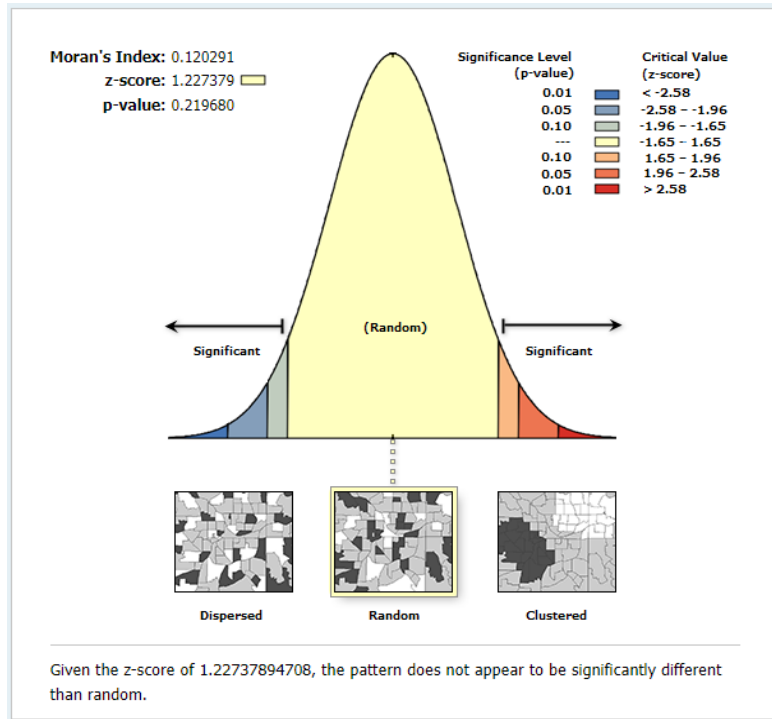 Moran's Index: 0.120291
z-score: 1.227379
p-value: 0.219680
Significance Level
(p-value)
Critical Value
(z-score)
0.01 < -2.58
0.05 -2.58 – -1.96
0.10 -1.96 – -1.65
--- -1.65 – 1.65
0.10 1.65 – 1.96
0.05 1.96 – 2.58
0.01 > 2.58
(Random)
Significant
Significant
Dispersed
Random
Clustered
Given the z-score of 1.22737894708, the pattern does not appear to be significantly different
than random.